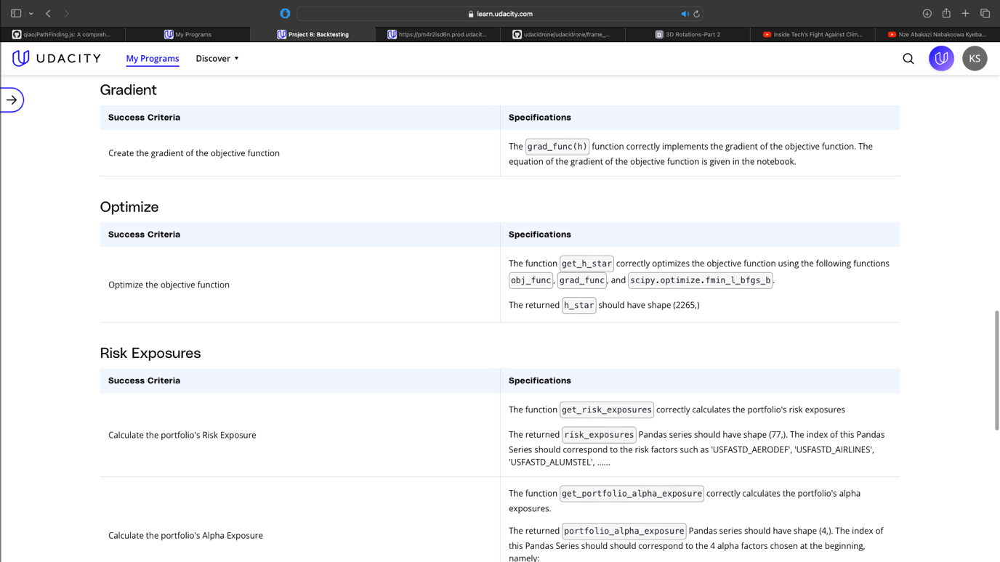 learn.udacity.com
qiao/PathFinding.js: A compreh...
My Programs
Project 8: Backtesting
https://pm4r2isd6n.prod.udacit...
udacidrone/udacidrone/frame_...
3D Rotations-Part 2
Inside Tech's Fight Against Clim...
Nze Abakazi Nabakoowa Kyeba...
UDACITY
My Programs
Discover
KS
Gradient
Success Criteria
Specifications
Create the gradient of the objective function
The grad_func(h) function correctly implements the gradient of the objective function. The
equation of the gradient of the objective function is given in the notebook.
Optimize
Success Criteria
Specifications
Optimize the objective function
The function get_h_star correctly optimizes the objective function using the following functions
obj_func, grad_func, and scipy.optimize.fmin_l_bfgs_b.
The returned h_star should have shape (2265,)
Risk Exposures
Success Criteria
Specifications
Calculate the portfolio's Risk Exposure
The function get_risk_exposures correctly calculates the portfolio's risk exposures
The returned risk_exposures Pandas series should have shape (77,). The index of this Pandas
Series should correspond to the risk factors such as 'USFASTD_AERODEF', 'USFASTD_AIRLINES',
'USFASTD_ALUMSTEL', ......
Calculate the portfolio's Alpha Exposure
The function get_portfolio_alpha_exposure correctly calculates the portfolio's alpha
exposures.
The returned portfolio_alpha_exposure Pandas series should have shape (4,). The index of
this Pandas Series should should correspond to the 4 alpha factors chosen at the beginning,
namely: